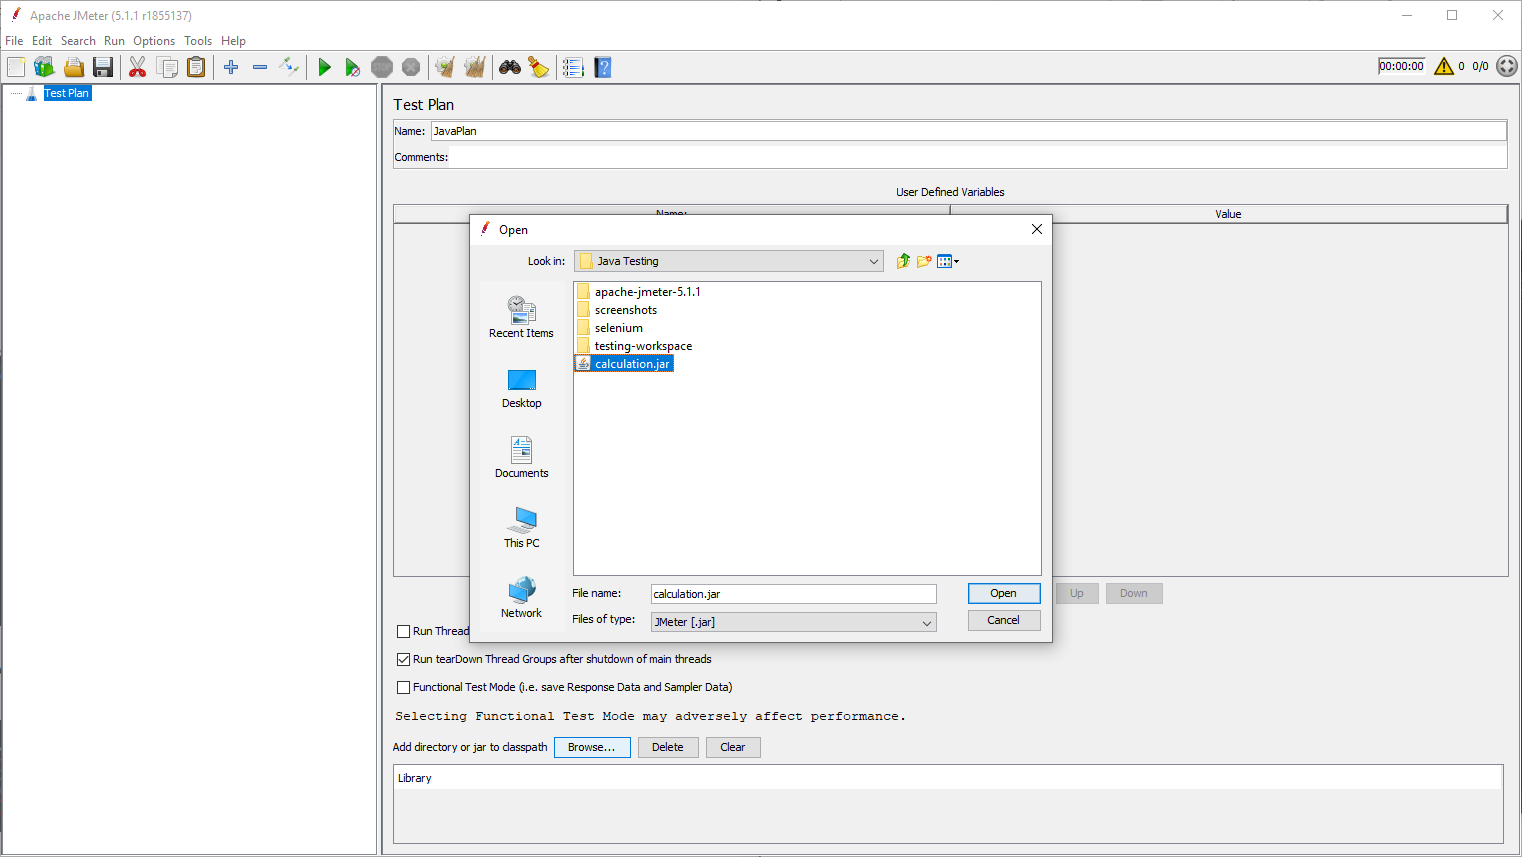 Apache JMeter (5.1.1 r1855137)
File Edit Search Run Options Tools Help
00:00:00 0 0/0
Test Plan
Test Plan
Name: JavaPlan
Comments:
User Defined Variables
Name: Value
Open
Look in: Java Testing
apache-jmeter-5.1.1
screenshots
selenium
testing-workspace
calculation.jar
Recent Items
Desktop
Documents
This PC
Network
File name: calculation.jar Open
Files of type: JMeter [.jar] Cancel
Up Down
Run Thread
Run tearDown Thread Groups after shutdown of main threads
Functional Test Mode (i.e. save Response Data and Sampler Data)
Selecting Functional Test Mode may adversely affect performance.
Add directory or jar to classpath Browse... Delete Clear
Library